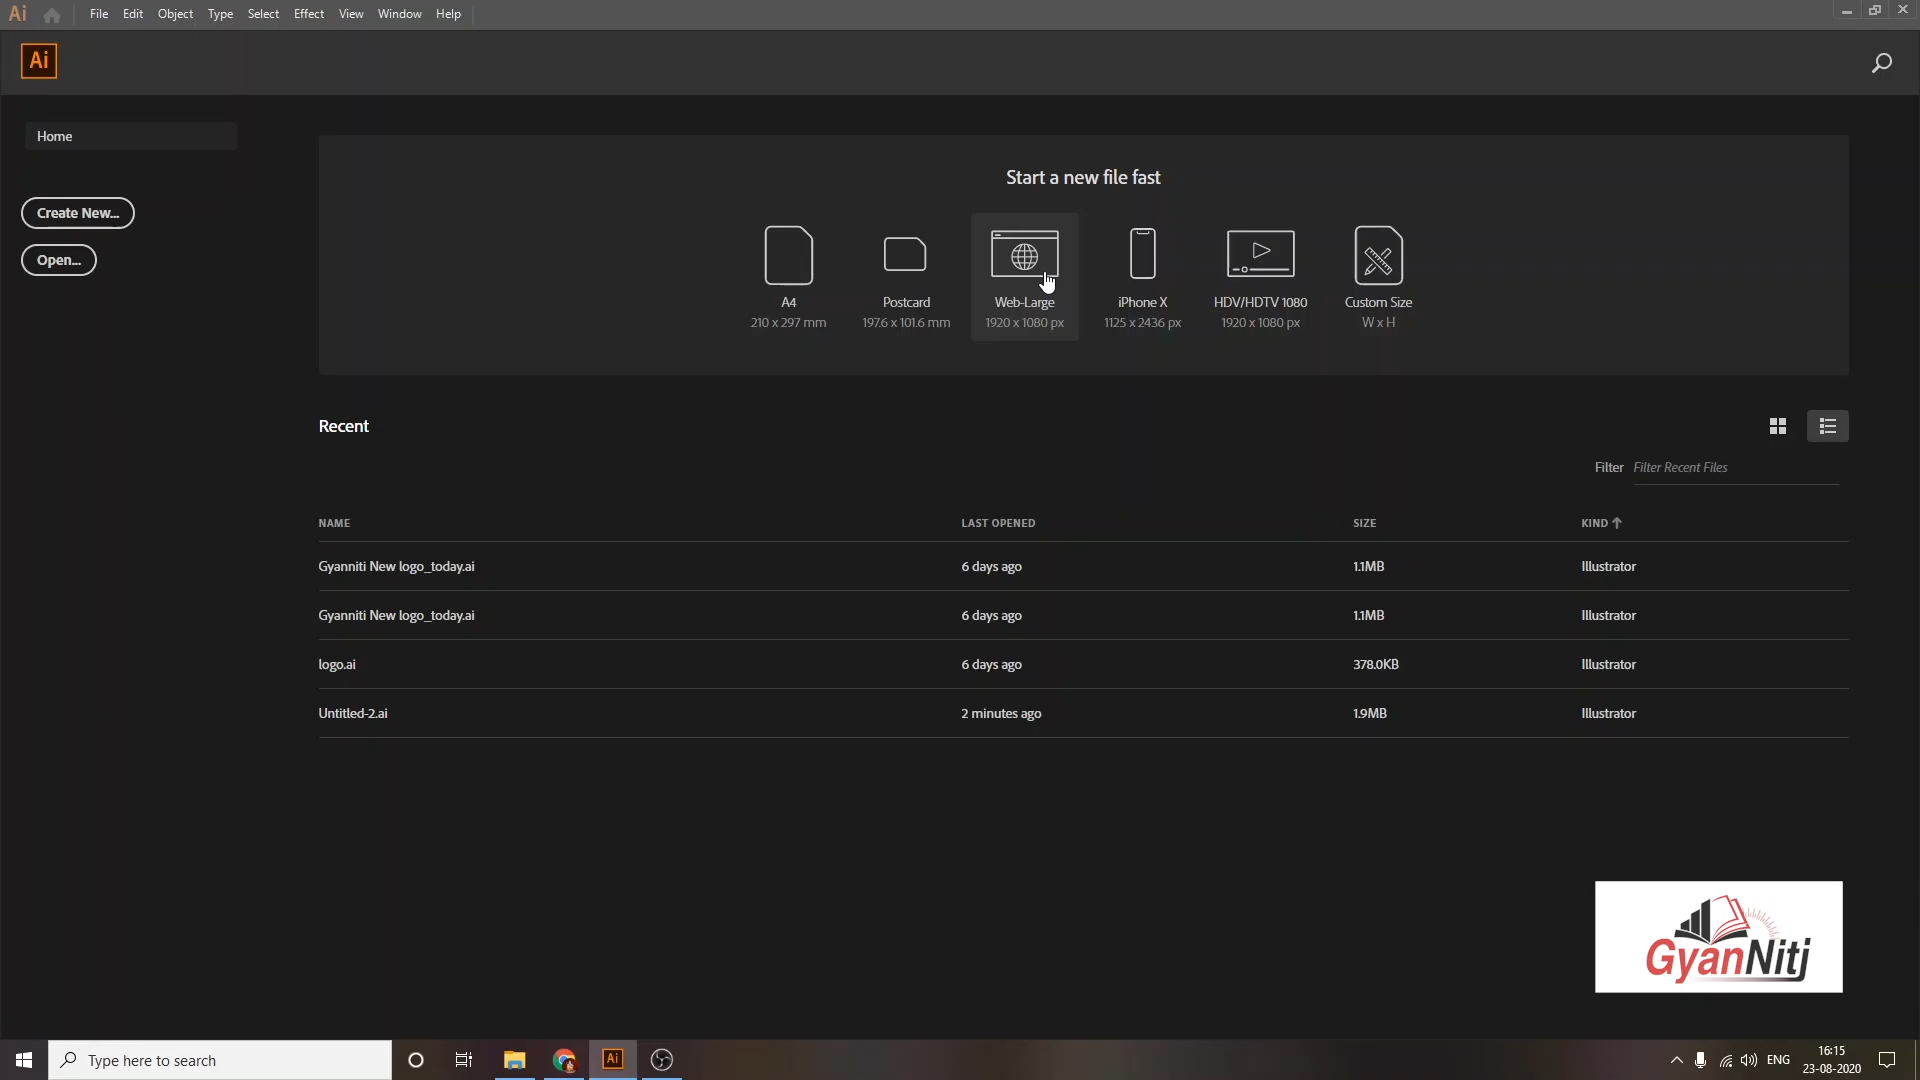 Ai File Edit Object Type Select Effect View Window Help
Ai
Home
Create New...
Open...
Start a new file fast
A4 Postcard Web-Large iPhone X HDV/HDTV 1080 Custom Size
210 x 297 mm 197.6 x 101.6 mm 1920 x 1080 px 1125 x 2436 px 1920 x 1080 px W x H
Recent
Filter Filter Recent Files
NAME LAST OPENED SIZE KIND
Gyanniti New logo_today.ai 6 days ago 1.1MB Illustrator
Gyanniti New logo_today.ai 6 days ago 1.1MB Illustrator
logo.ai 6 days ago 378.0KB Illustrator
Untitled-2.ai 2 minutes ago 1.9MB Illustrator
GyanNiti
Type here to search
Ai
ENG
16:15
23-08-2020